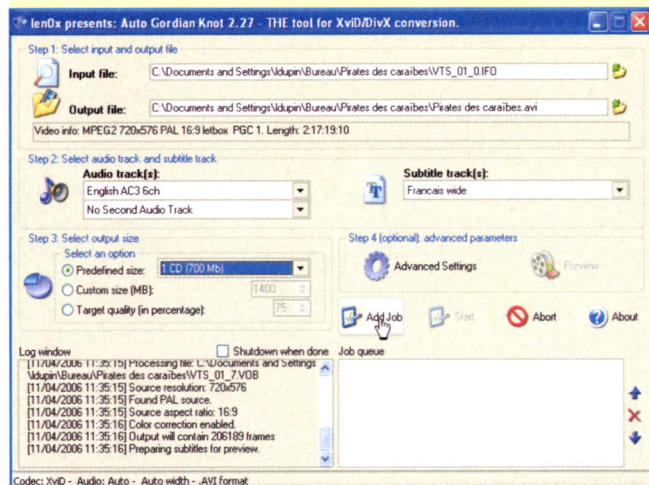 len0x presents: Auto Gordian Knot 2.27 - THE tool for XviD/DivX conversion.
Step 1: Select input and output file
Input file: C:\Documents and Settings\ldupin\Bureau\Pirates des caraïbes\VTS_01_0.IFO
Output file: C:\Documents and Settings\ldupin\Bureau\Pirates des caraïbes\Pirates des caraïbes.avi
Video info: MPEG2 720x576 PAL 16:9 letbox PGC 1. Length: 2:17:19:10
Step 2: Select audio track and subtitle track
Audio track(s):
English AC3 6ch
No Second Audio Track
Subtitle track(s):
Francais wide
Step 3: Select output size
Select an option
Predefined size: 1 CD (700 Mb)
Custom size (MB): 1400
Target quality (in percentage): 75
Step 4 (optional): advanced parameters
Advanced Settings
Preview
Add Job
Start
Abort
About
Log window
Shutdown when done
[11/04/2006 11:35:15] Processing file: C:\Documents and Settings
\ldupin\Bureau\Pirates des caraïbes\VTS_01_7.VOB
[11/04/2006 11:35:15] Source resolution: 720x576
[11/04/2006 11:35:15] Found PAL source.
[11/04/2006 11:35:15] Source aspect ratio: 16:9
[11/04/2006 11:35:16] Color correction enabled.
[11/04/2006 11:35:16] Output will contain 206189 frames
[11/04/2006 11:35:16] Preparing subtitles for preview.
Job queue
Codec: XviD - Audio: Auto - Auto width - .AVI format